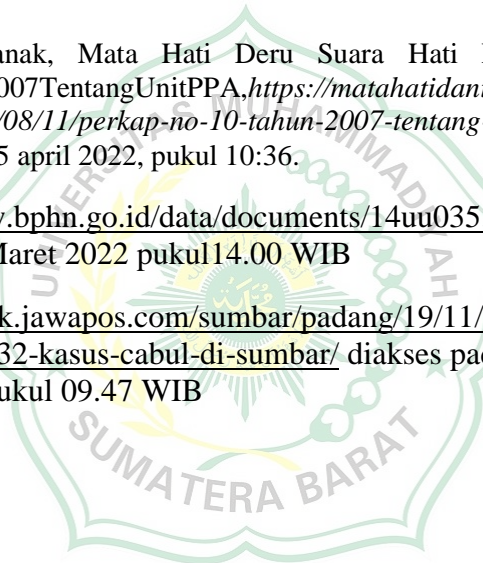 anak, Mata Hati Deru Suara Hati
007TentangUnitPPA,https://matahatidan
/08/11/perkap-no-10-tahun-2007-tentang-
5 april 2022, pukul 10:36.
.bphn.go.id/data/documents/14uu035
Maret 2022 pukul14.00 WIB
k.jawapos.com/sumbar/padang/19/11/
32-kasus-cabul-di-sumbar/ diakses pad
ukul 09.47 WIB
UNIVERSITAS MUHAMMADIYAH
SUMATERA BARAT